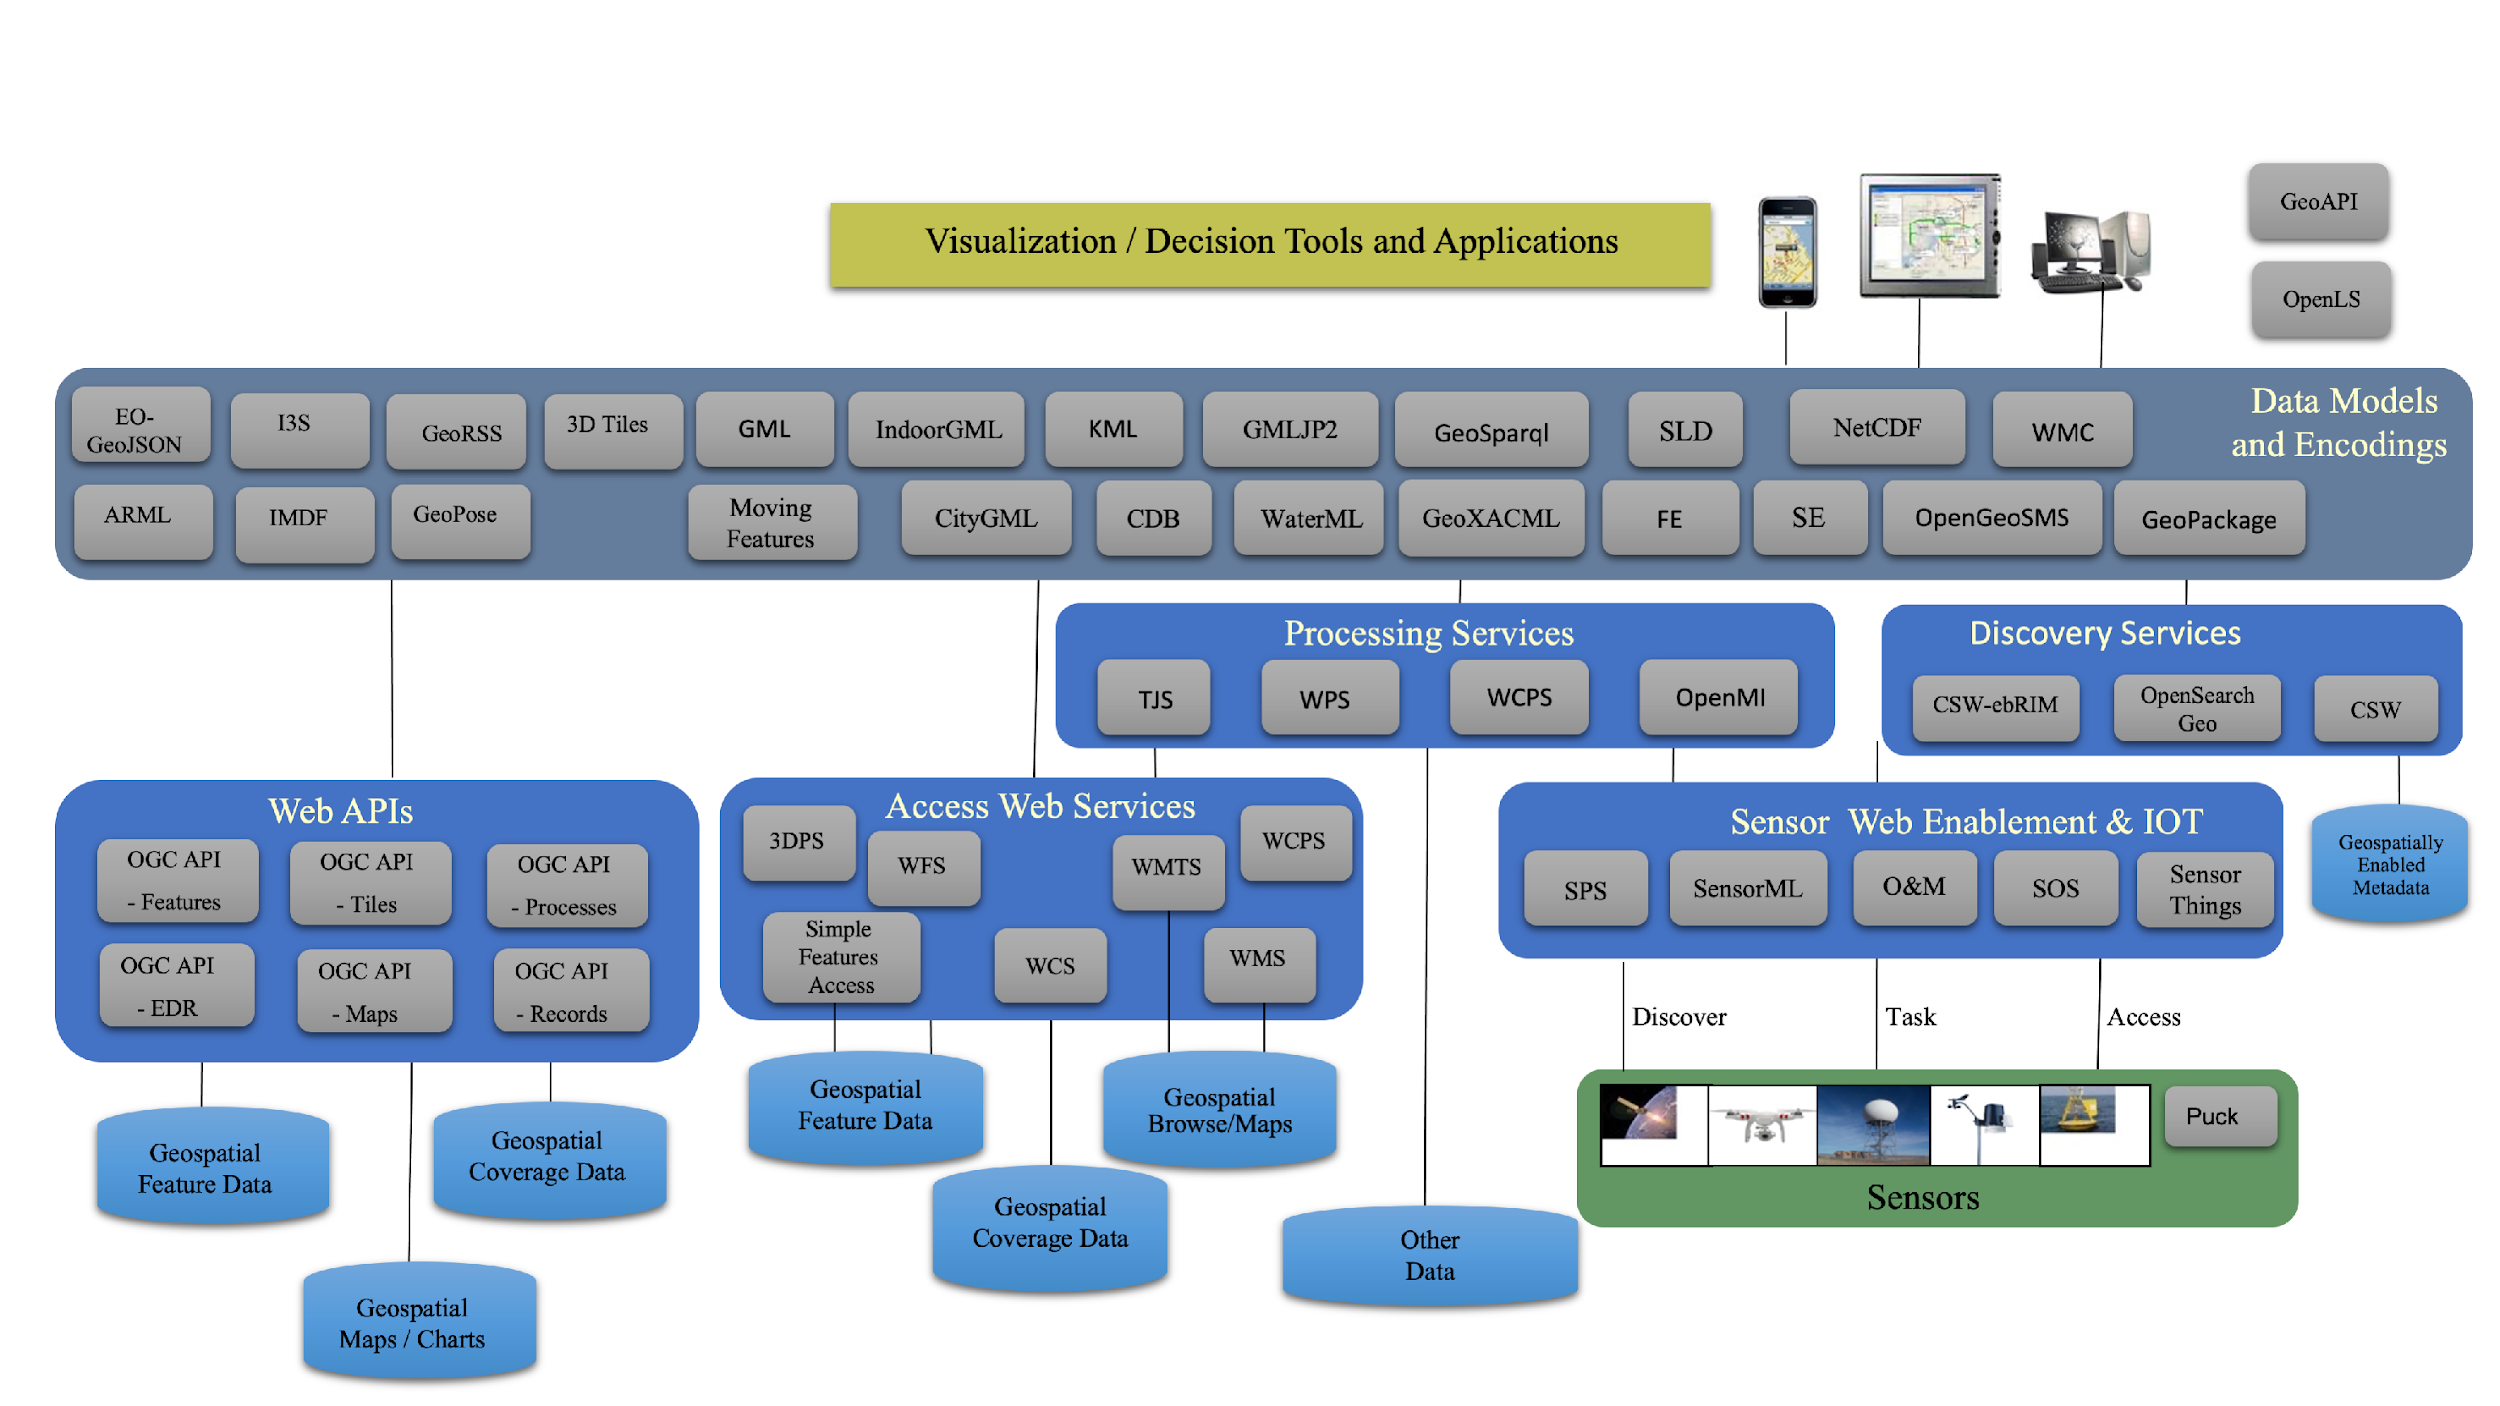 GeoAPI
Visualization / Decision Tools and Applications
OpenLS
Data Models
and Encodings
EO-
GeoJSON
I3S
GeoRSS
3D Tiles
GML
IndoorGML
KML
GMLJP2
GeoSparql
SLD
NetCDF
WMC
ARML
IMDF
GeoPose
Moving
Features
CityGML
CDB
WaterML
GeoXACML
FE
SE
OpenGeoSMS
GeoPackage
Processing Services
TJS
WPS
WCPS
OpenMI
Discovery Services
CSW-ebRIM
OpenSearch
Geo
CSW
Web APIs
OGC API
- Features
OGC API
- Tiles
OGC API
- Processes
OGC API
- EDR
OGC API
- Maps
OGC API
- Records
Access Web Services
3DPS
WFS
WMTS
WCPS
Simple
Features
Access
WCS
WMS
Sensor Web Enablement & IOT
SPS
SensorML
O&M
SOS
Sensor
Things
Geospatially
Enabled
Metadata
Discover
Task
Access
Geospatial
Feature Data
Geospatial
Coverage Data
Geospatial
Maps / Charts
Geospatial
Feature Data
Geospatial
Browse/Maps
Geospatial
Coverage Data
Other
Data
Puck
Sensors